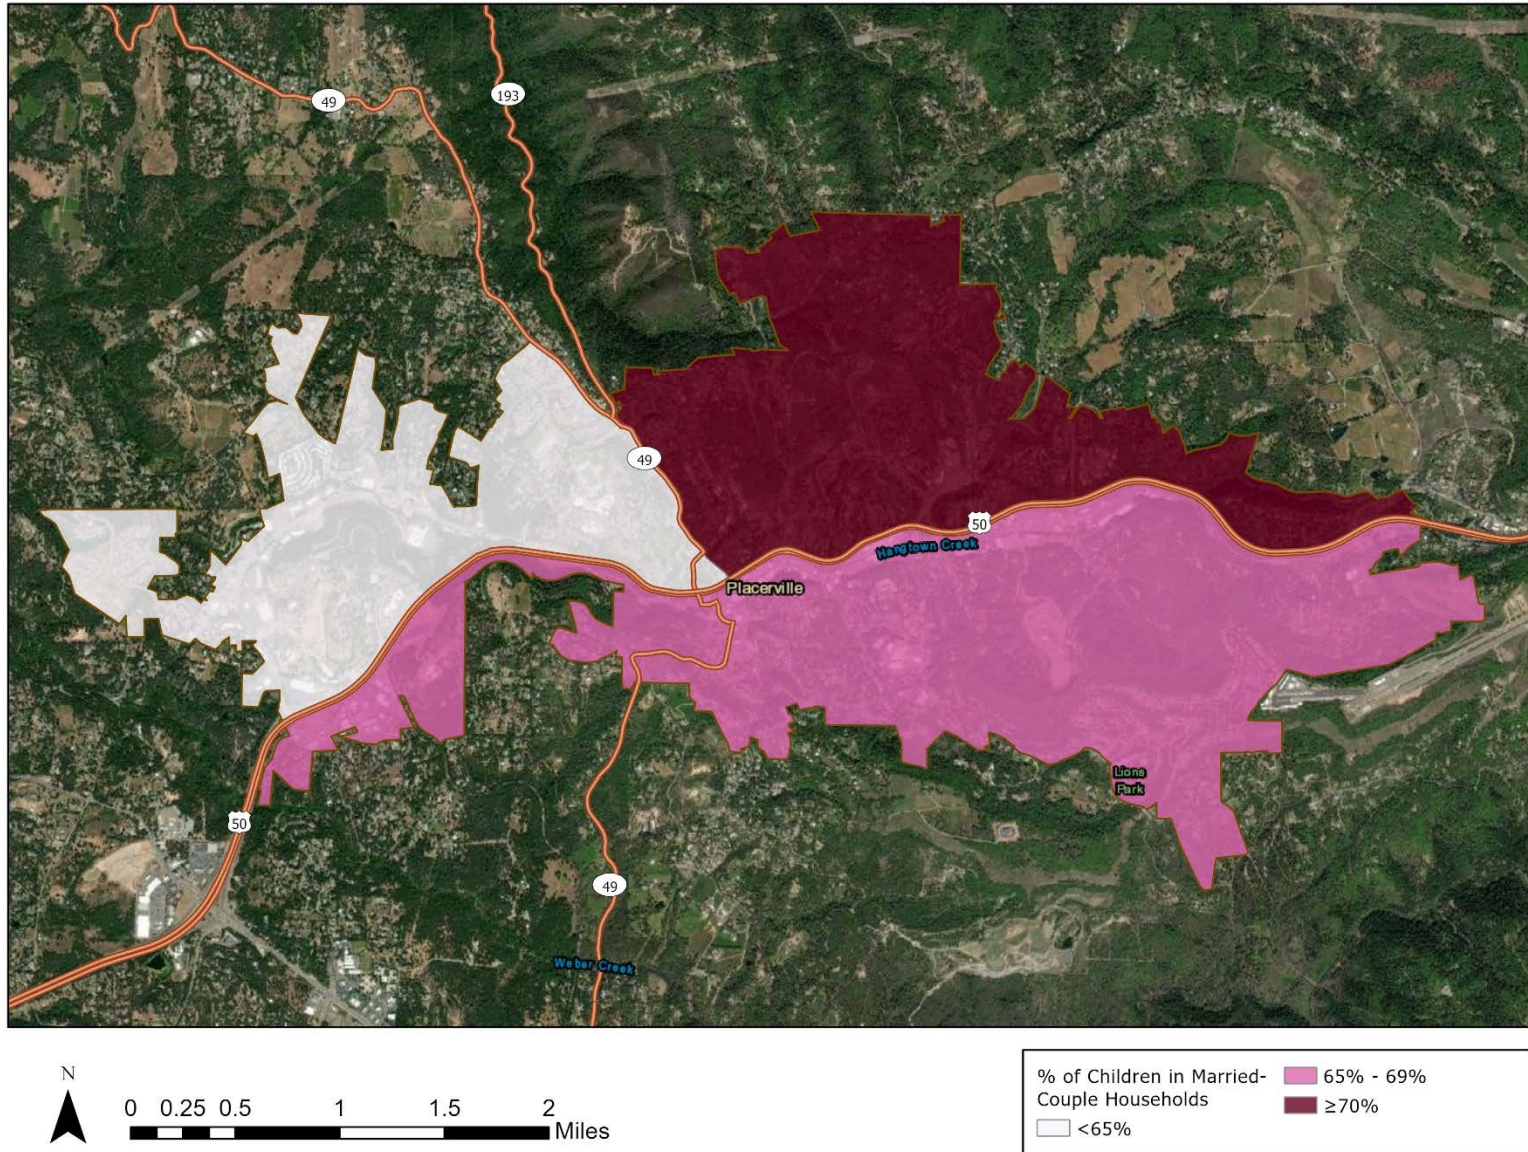 193
49
49
50
Hangtown Creek
Placerville
Lions
Park
50
49
Weber Creek
N
0 0.25 0.5 1 1.5 2
Miles
% of Children in Married-
Couple Households
<65%
65% - 69%
≥70%